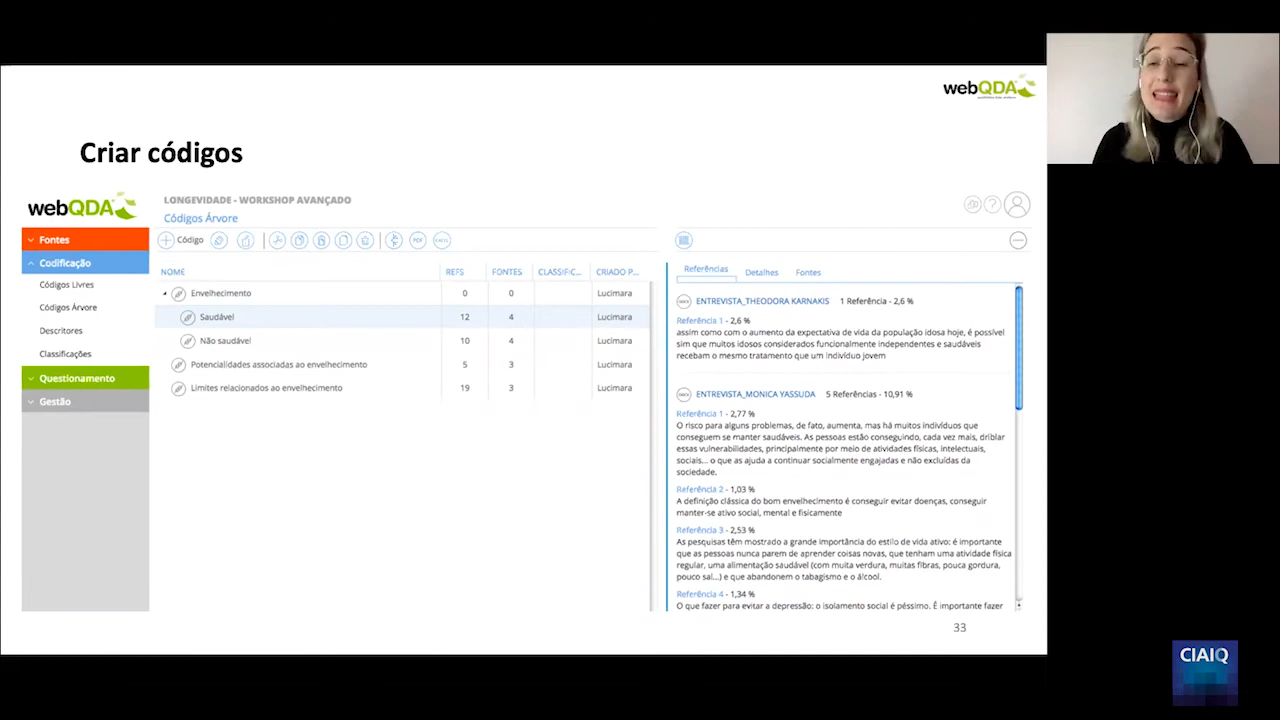 webQDA
Criar códigos
webQDA
LONGEVIDADE - WORKSHOP AVANÇADO
Códigos Árvore
Fontes
Codificação
Códigos Livres
Códigos Árvore
Descritores
Classificações
Questionamento
Gestão
Código
PDF
NOME REFS FONTES CLASSIFIC... CRIADO P...
Envelhecimento 0 0 Lucimara
Saudável 12 4 Lucimara
Não saudável 10 4 Lucimara
Potencialidades associadas ao envelhecimento 5 3 Lucimara
Limites relacionados ao envelhecimento 19 3 Lucimara
Referências Detalhes Fontes
ENTREVISTA_THEODORA KARNAKIS 1 Referência - 2,6 %
Referência 1 - 2,6 %
assim como com o aumento da expectativa de vida da população idosa hoje, é possível
sim que muitos idosos considerados funcionalmente independentes e saudáveis
recebam o mesmo tratamento que um indivíduo jovem
ENTREVISTA_MONICA YASSUDA 5 Referências - 10,91 %
Referência 1 - 2,77 %
O risco para alguns problemas, de fato, aumenta, mas há muitos indivíduos que
conseguem se manter saudáveis. As pessoas estão conseguindo, cada vez mais, driblar
essas vulnerabilidades, principalmente por meio de atividades físicas, intelectuais,
sociais... o que as ajuda a continuar socialmente engajadas e não excluídas da
sociedade.
Referência 2 - 1,03 %
A definição clássica do bom envelhecimento é conseguir evitar doenças, conseguir
manter-se ativo social, mental e fisicamente
Referência 3 - 2,53 %
As pesquisas têm mostrado a grande importância do estilo de vida ativo: é importante
que as pessoas nunca parem de aprender coisas novas, que tenham uma atividade física
regular, uma alimentação saudável (com muita verdura, muitas fibras, pouca gordura,
pouco sal...) e que abandonem o tabagismo e o álcool.
Referência 4 - 1,34 %
O que fazer para evitar a depressão: o isolamento social é péssimo. É importante fazer
33
CIAIQ